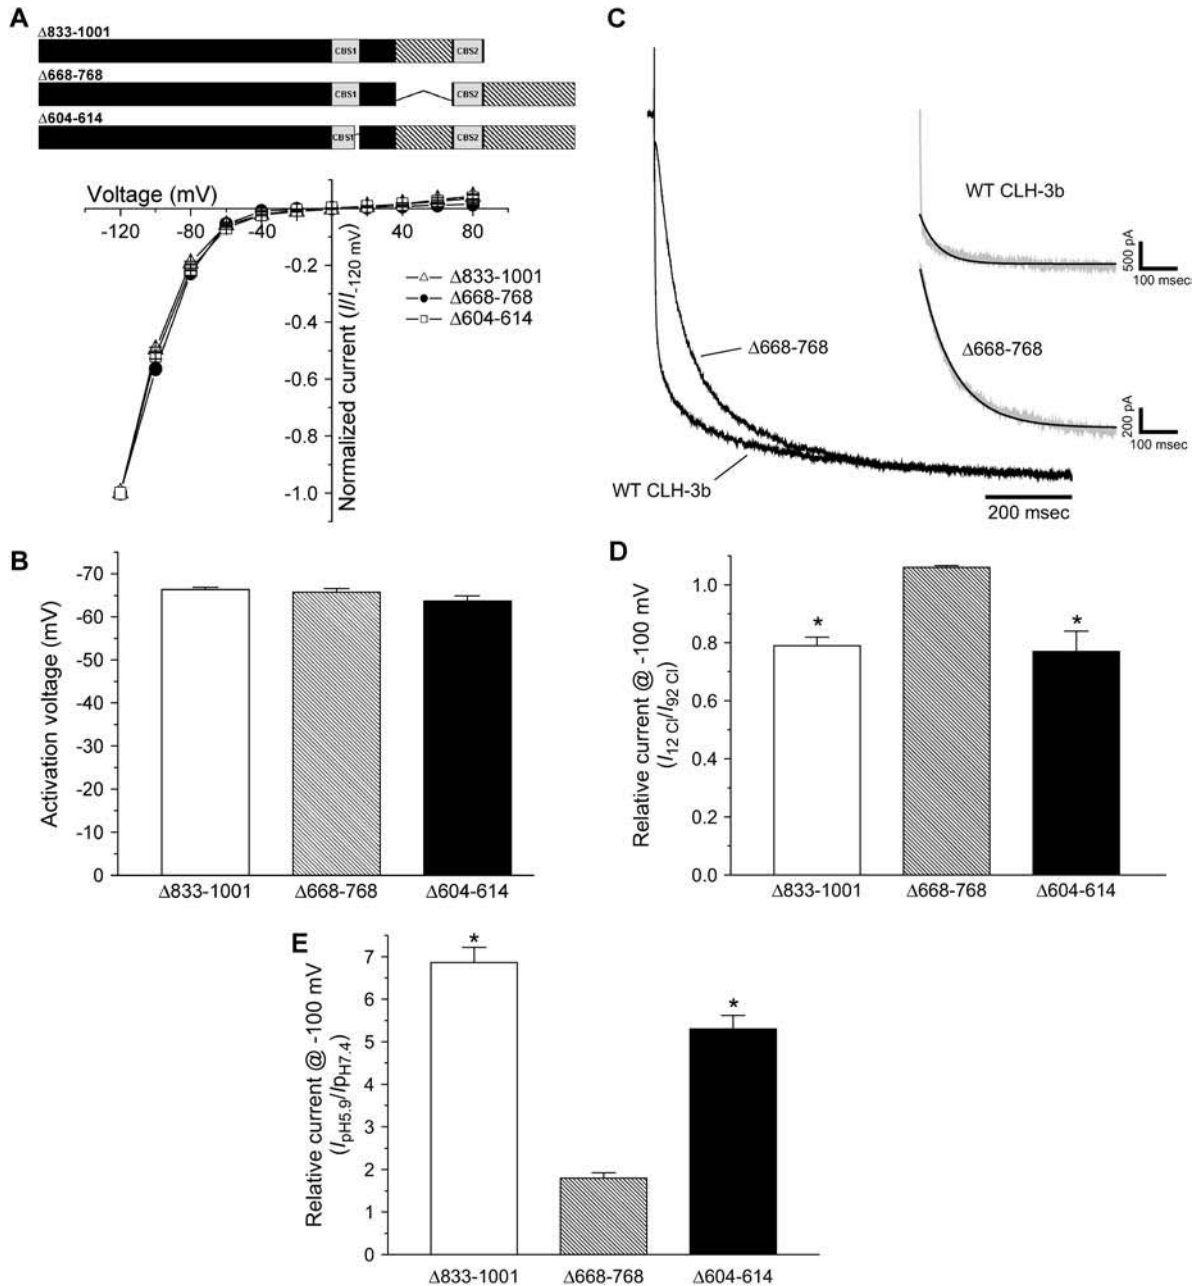 A
Δ833-1001
CBS1
CBS2
Δ668-768
CBS1
CBS2
Δ604-614
CBS1
CBS2
Voltage (mV)
-120
-80
-40
40
80
-0.2
-0.4
-0.6
-0.8
-1.0
Normalized current (I/I-120 mV)
Δ833-1001
Δ668-768
Δ604-614
C
WT CLH-3b
500 pA
100 msec
Δ668-768
200 pA
100 msec
Δ668-768
WT CLH-3b
200 msec
B
Activation voltage (mV)
-70
-60
-50
-40
-30
-20
-10
0
Δ833-1001
Δ668-768
Δ604-614
D
Relative current @ -100 mV
(I12 Cl/I92 Cl)
1.0
0.8
0.6
0.4
0.2
0.0
*
*
Δ833-1001
Δ668-768
Δ604-614
E
Relative current @ -100 mV
(IpH5.9/IpH7.4)
7
6
5
4
3
2
1
0
*
*
Δ833-1001
Δ668-768
Δ604-614